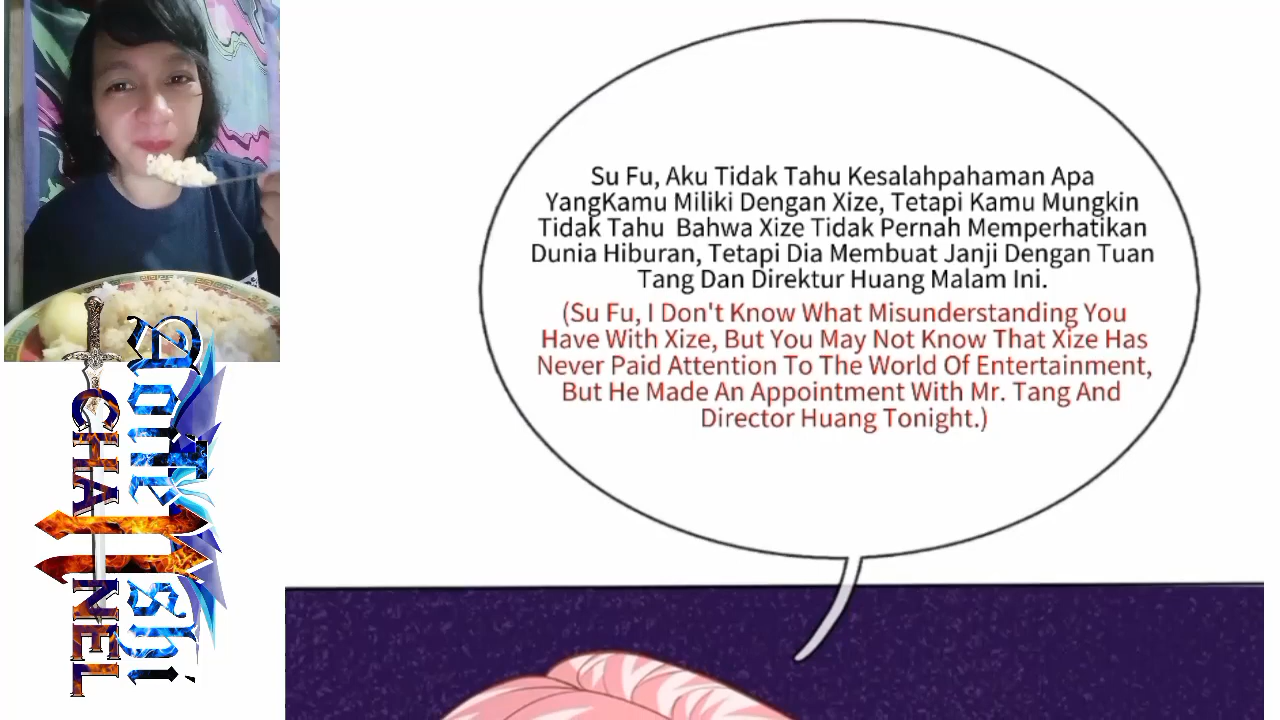 Su Fu, Aku Tidak Tahu Kesalahpahaman Apa
YangKamu Miliki Dengan Xize, Tetapi Kamu Mungkin
Tidak Tahu  Bahwa Xize Tidak Pernah Memperhatikan
Dunia Hiburan, Tetapi Dia Membuat Janji Dengan Tuan
Tang Dan Direktur Huang Malam Ini.
(Su Fu, I Don't Know What Misunderstanding You
Have With Xize, But You May Not Know That Xize Has
Never Paid Attention To The World Of Entertainment,
But He Made An Appointment With Mr. Tang And
Director Huang Tonight.)
CHANNEL